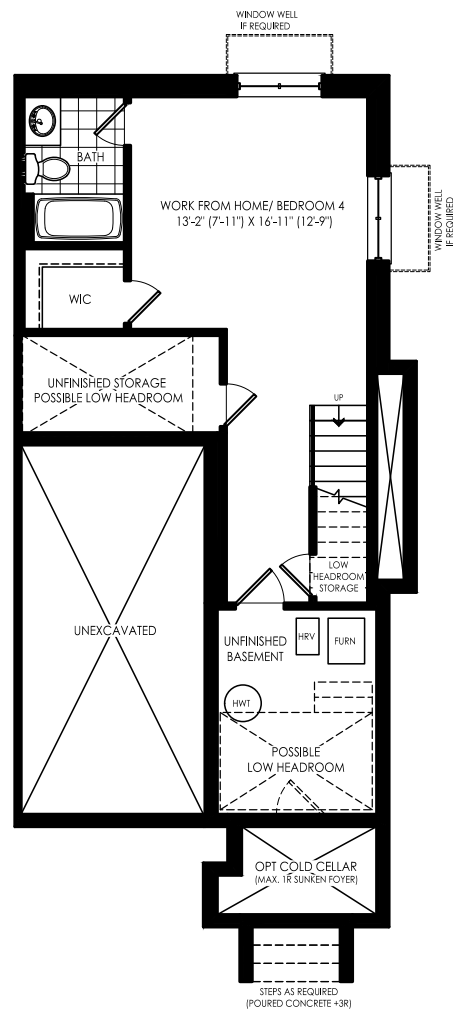 WINDOW WELL
IF REQUIRED
BATH
WORK FROM HOME/ BEDROOM 4
13'-2" (7'-11") X 16'-11" (12'-9")
WINDOW WELL
IF REQUIRED
WIC
UNFINISHED STORAGE
POSSIBLE LOW HEADROOM
UP
LOW
HEADROOM
STORAGE
UNEXCAVATED
UNFINISHED
BASEMENT
HRV
FURN
HWT
POSSIBLE
LOW HEADROOM
OPT COLD CELLAR
(MAX. 1R SUNKEN FOYER)
STEPS AS REQUIRED
(POURED CONCRETE +3R)